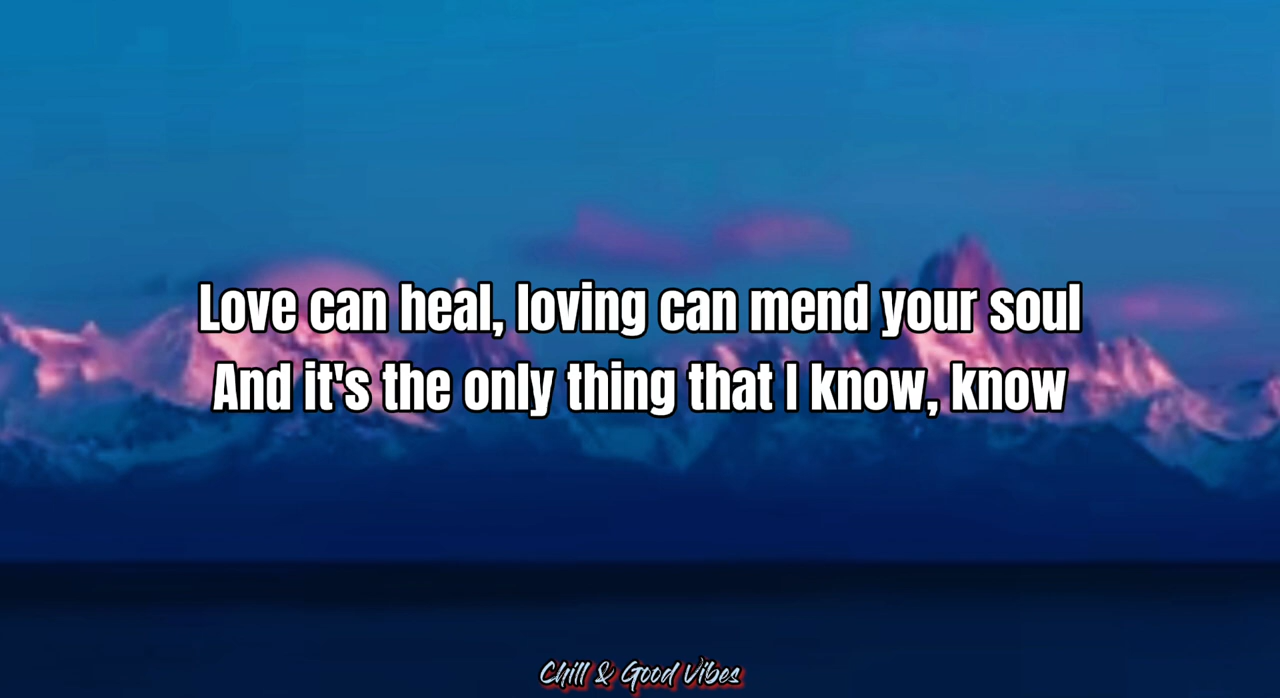 Love can heal, loving can mend your soul
And it's the only thing that I know, know
Chill & Good Vibes